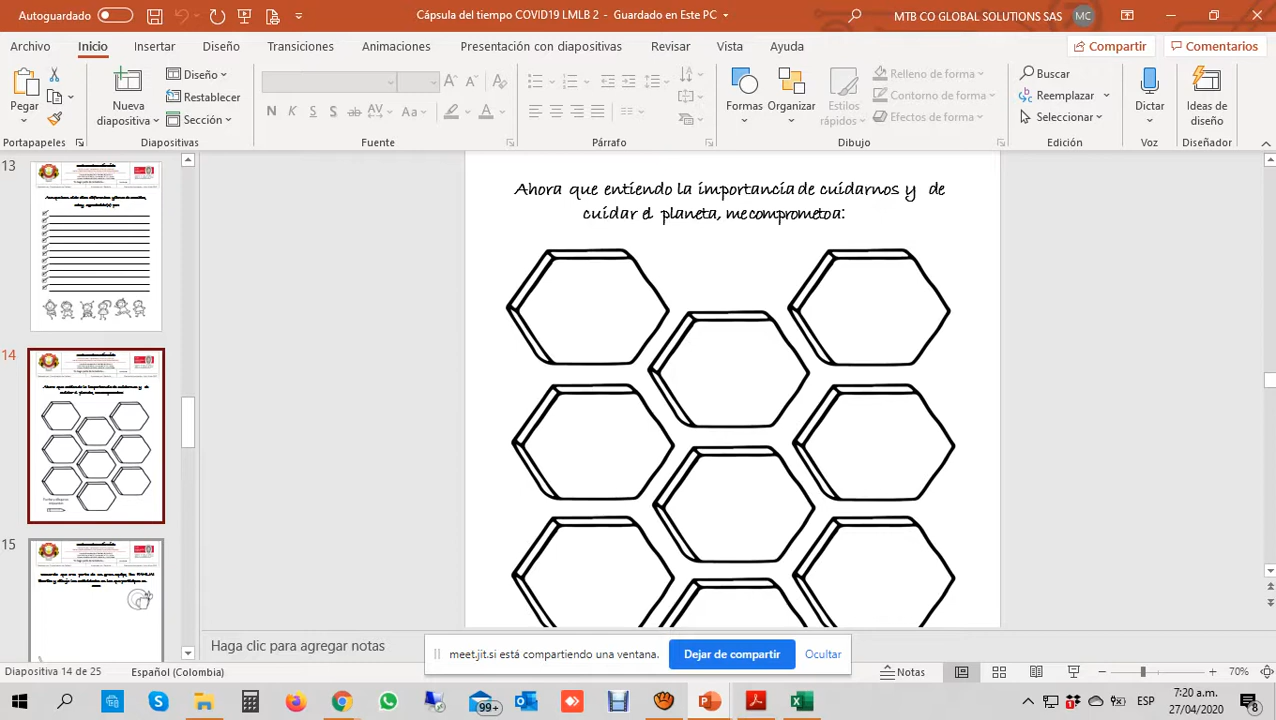 Autoguardado
Cápsula del tiempo COVID19 LMLB 2 - Guardado en Este PC
MTB CO GLOBAL SOLUTIONS SAS
MC
Archivo Inicio Insertar Diseño Transiciones Animaciones Presentación con diapositivas Revisar Vista Ayuda
Compartir Comentarios
Pegar
Nueva diapositiva
Diseño
Restablecer
Sección
N K S S ab AV Aa A
Formas Organizar Estilos rápidos
Relleno de forma
Contorno de forma
Efectos de forma
Buscar
Reemplazar
Seleccionar
Dictar
Ideas de diseño
Portapapeles Diapositivas Fuente Párrafo Dibujo Edición Voz Diseñador
13
14
15
Ahora que entiendo la importancia de cuidarnos y de
cuidar el planeta, me comprometo a:
Haga clic para agregar notas
meet.jit.si está compartiendo una ventana.
Dejar de compartir
Ocultar
Diapositiva 14 de 25 Español (Colombia)
Notas
70%
99+
ESP
7:20 a.m.
27/04/2020
8